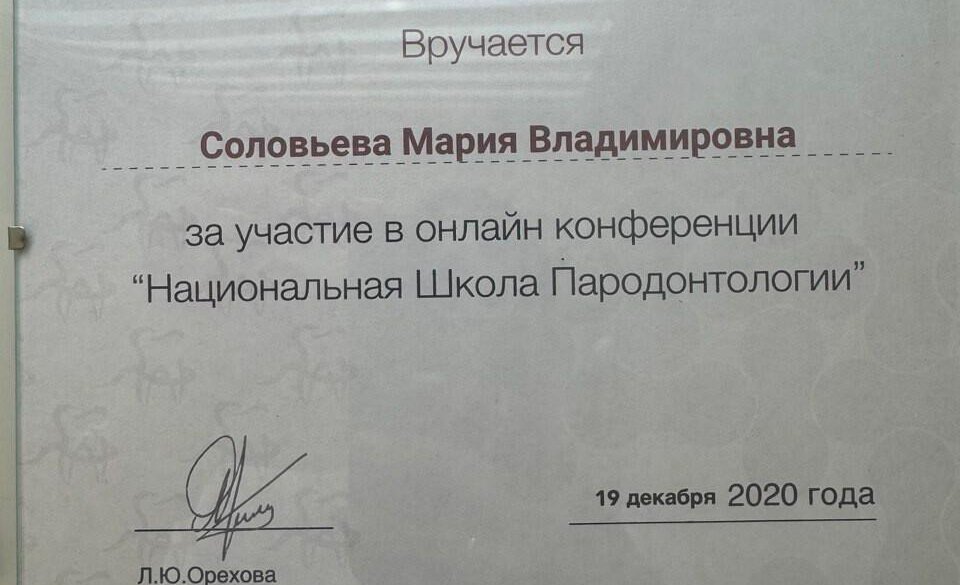 Вручается
Соловьева Мария Владимировна
за участие в онлайн конференции
“Национальная Школа Пародонтологии”
19 декабря 2020 года
Л.Ю.Орехова